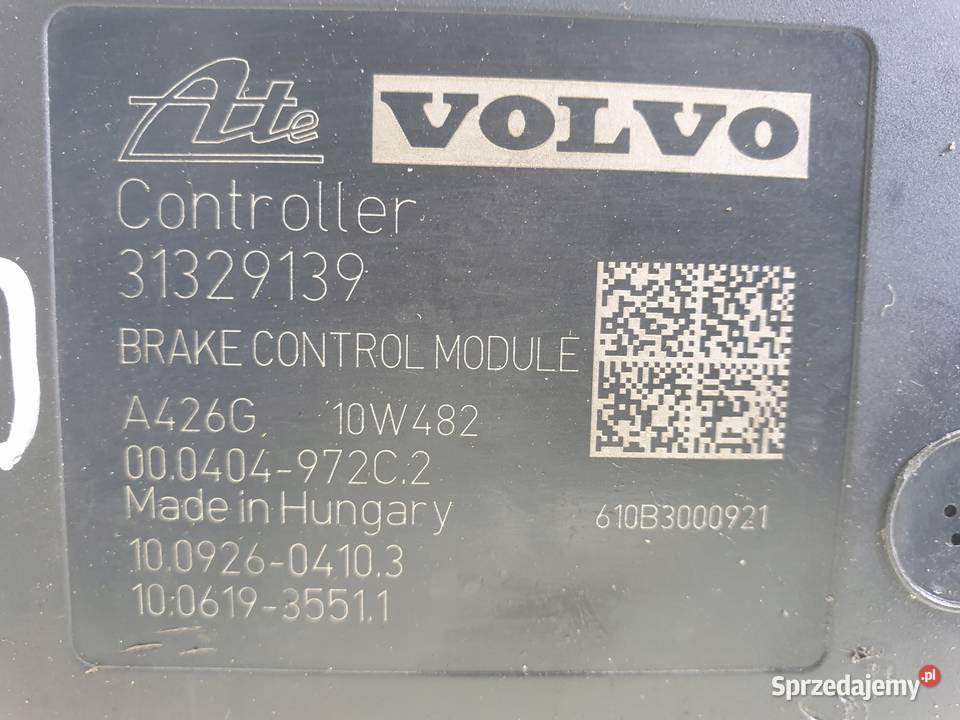 Ate VOLVO
Controller
31329139
BRAKE CONTROL MODULE
A426G 10W482
00.0404-972C.2
Made in Hungary
610B3000921
10.0926-0410.3
10.0619-3551.1
Sprzedajemy.pl